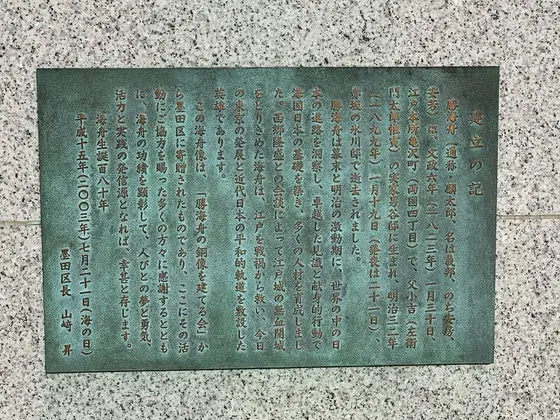 建立の記
勝海舟(通称・麟太郎、名は義邦、のち安房、
安芳)は、文政六年(一八二三年)一月三十日、
江戸本所亀沢町(両国四丁目)で、父小吉(左衛
門太郎惟寅)の実家男谷邸に生まれ、明治三二年
(一八九九年)一月十九日(発喪は二十一日)、
赤坂の氷川邸で逝去されました。
勝海舟は幕末と明治の激動期に、世界の中の日
本の進路を洞察し、卓越した見識と献身的行動で
海国日本の基礎を築き、多くの人材を育成しまし
た。西郷隆盛との会談によって江戸城の無血開城
をとりきめた海舟は、江戸を戦禍から救い、今日
の東京の発展と近代日本の平和的軌道を敷設した
英雄であります。
この海舟像は、「勝海舟の銅像を建てる会」か
ら墨田区に寄贈されたものであり、ここにその活
動にご協力を賜った多くの方々に感謝するととも
に、海舟の功績を顕彰して、人びとの夢と勇気、
活力と実践の発信源となれば、幸甚と存じます。
海舟生誕百八十年
平成十五年(二〇〇三年)七月二十一日(海の日)
墨田区長 山﨑 昇